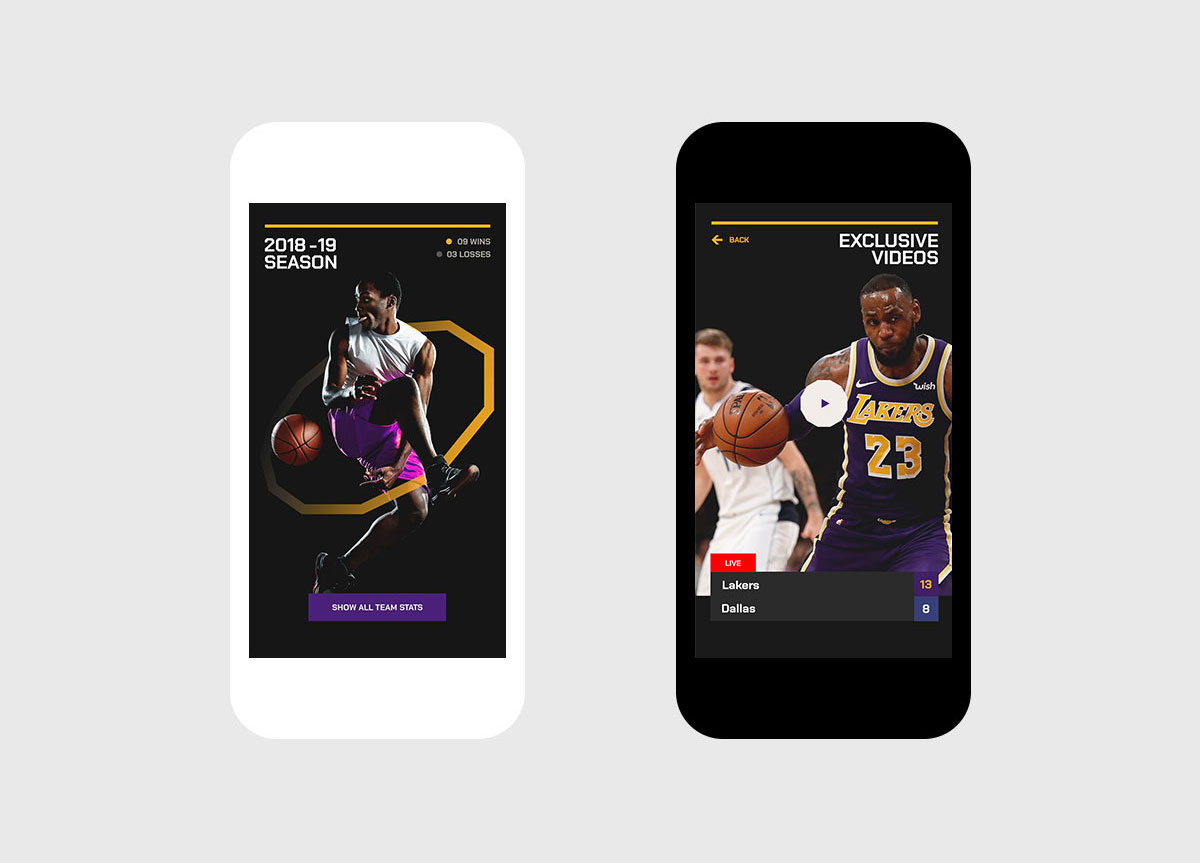 2018 -19
SEASON
09 WINS
03 LOSSES
SHOW ALL TEAM STATS
BACK
EXCLUSIVE
VIDEOS
wish
LAKERS
23
LIVE
Lakers
13
Dallas
8